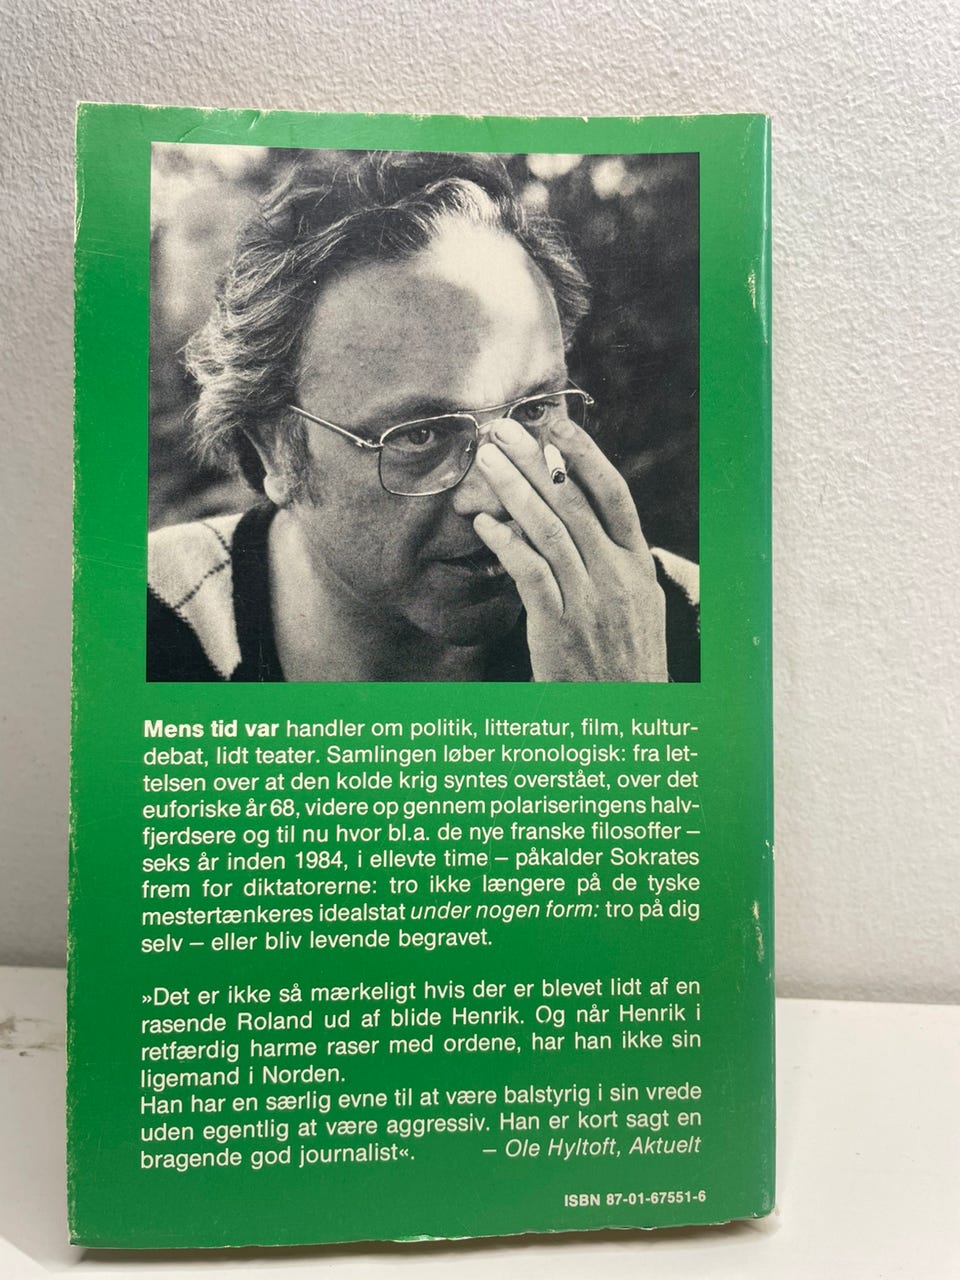 Mens tid var handler om politik, litteratur, film, kultur-
debat, lidt teater. Samlingen løber kronologisk: fra let-
telsen over at den kolde krig syntes overstået, over det
euforiske år 68, videre op gennem polariseringens halv-
fjerdsere og til nu hvor bl.a. de nye franske filosoffer –
seks år inden 1984, i ellevte time – påkalder Sokrates
frem for diktatorerne: tro ikke længere på de tyske
mestertænkeres idealstat under nogen form: tro på dig
selv – eller bliv levende begravet.
»Det er ikke så mærkeligt hvis der er blevet lidt af en
rasende Roland ud af blide Henrik. Og når Henrik i
retfærdig harme raser med ordene, har han ikke sin
ligemand i Norden.
Han har en særlig evne til at være balstyrig i sin vrede
uden egentlig at være aggressiv. Han er kort sagt en
bragende god journalist«. – Ole Hyltoft, Aktuelt
ISBN 87-01-67551-6